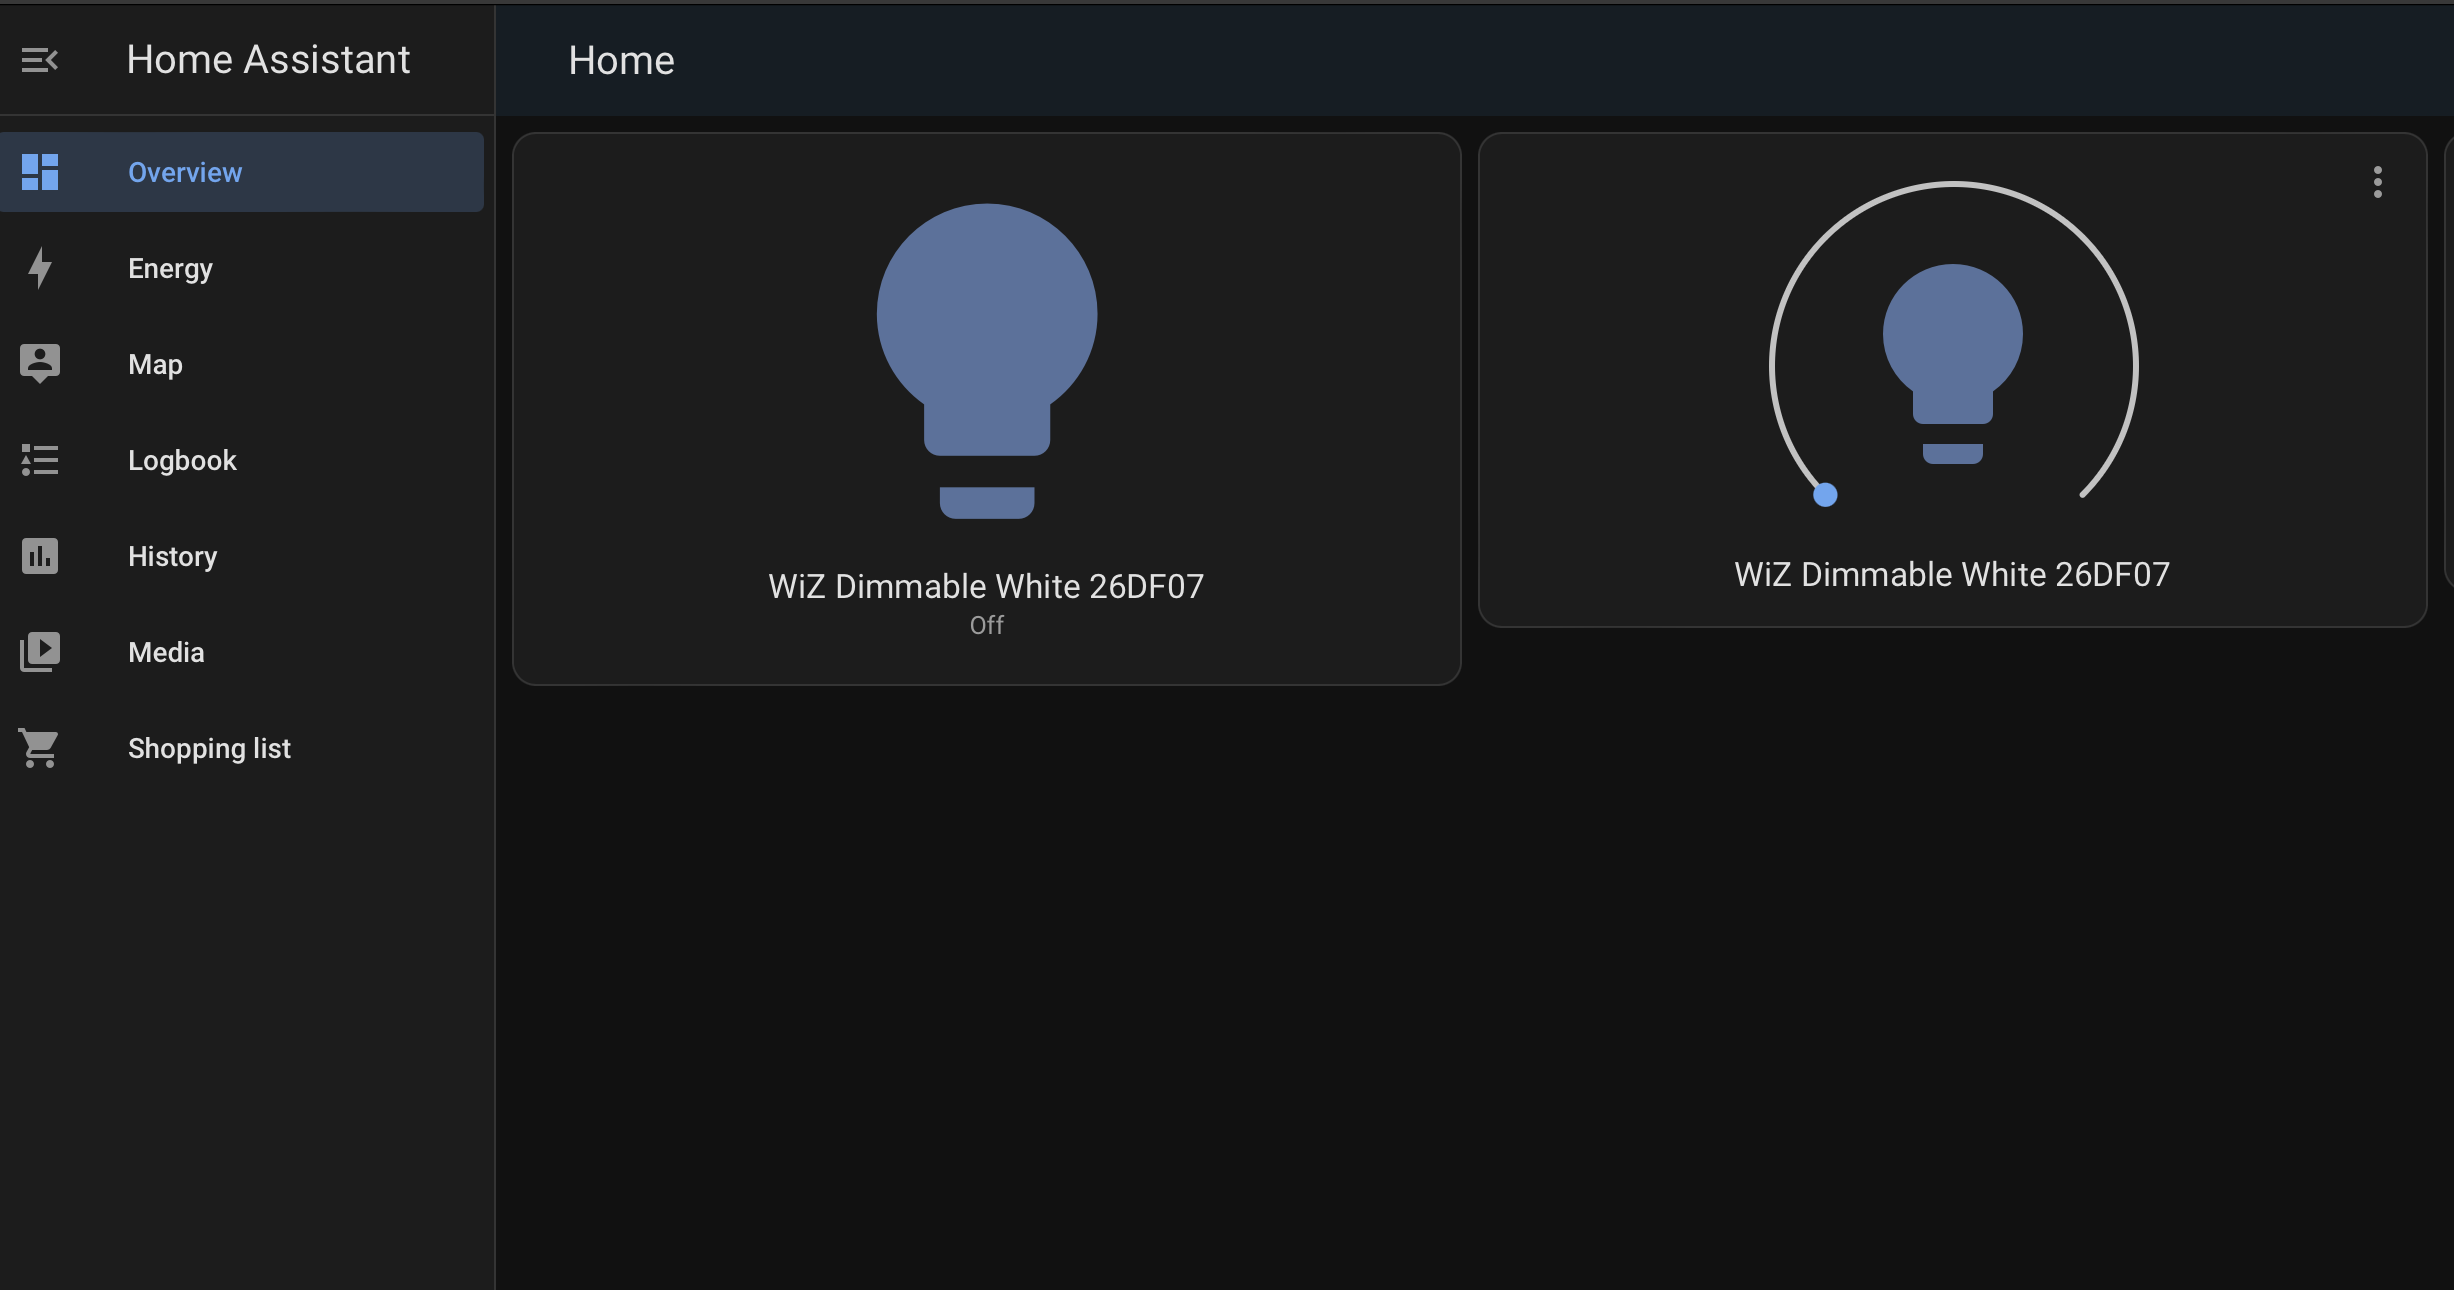 Home Assistant
Home
Overview
Energy
Map
Logbook
History
Media
Shopping list
WiZ Dimmable White 26DF07
Off
WiZ Dimmable White 26DF07